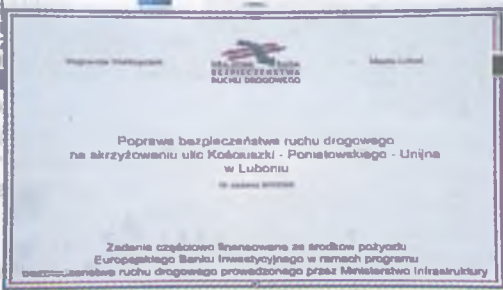 KRAJOWA RADA
BEZPIECZEŃSTWA
RUCHU DROGOWEGO
Poprawa bezpieczeństwa ruchu drogowego
na skrzyżowaniu ulic Kościuszki - Poniatowskiego - Unijna
w Luboniu
Zadanie częściowo finansowane ze środków pożyczki
Europejskiego Banku Inwestycyjnego w ramach programu
bezpieczeństwa ruchu drogowego prowadzonego przez Ministerstwo Infrastruktury